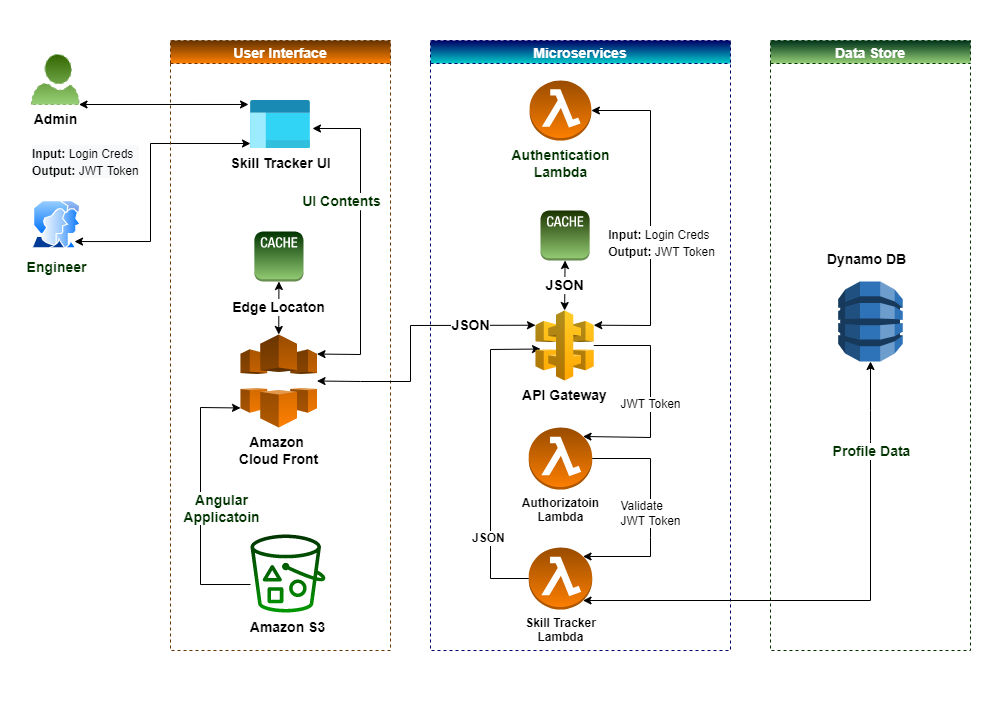 User Interface
Microservices
Data Store
Admin
Input: Login Creds
Output: JWT Token
Engineer
Skill Tracker UI
UI Contents
CACHE
Edge Locaton
Amazon
Cloud Front
Angular
Applicatoin
Amazon S3
Authentication
Lambda
CACHE
Input: Login Creds
Output: JWT Token
JSON
JSON
API Gateway
JWT Token
Authorizatoin
Lambda
Validate
JWT Token
JSON
Skill Tracker
Lambda
Dynamo DB
Profile Data